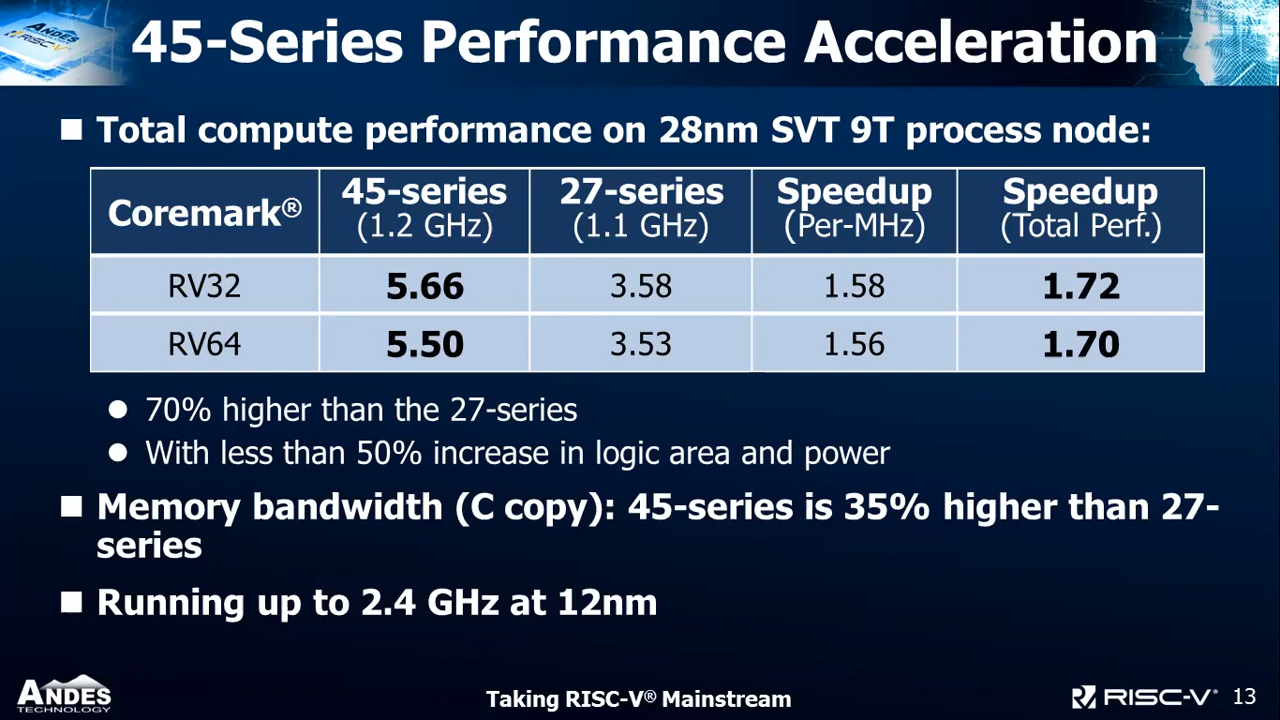 ANDES
RISC-V
45-Series Performance Acceleration
■ Total compute performance on 28nm SVT 9T process node:
Coremark® 45-series (1.2 GHz) 27-series (1.1 GHz) Speedup (Per-MHz) Speedup (Total Perf.)
RV32 5.66 3.58 1.58 1.72
RV64 5.50 3.53 1.56 1.70
● 70% higher than the 27-series
● With less than 50% increase in logic area and power
■ Memory bandwidth (C copy): 45-series is 35% higher than 27-
series
■ Running up to 2.4 GHz at 12nm
ANDES
TECHNOLOGY
Taking RISC-V® Mainstream
RISC-V® 13